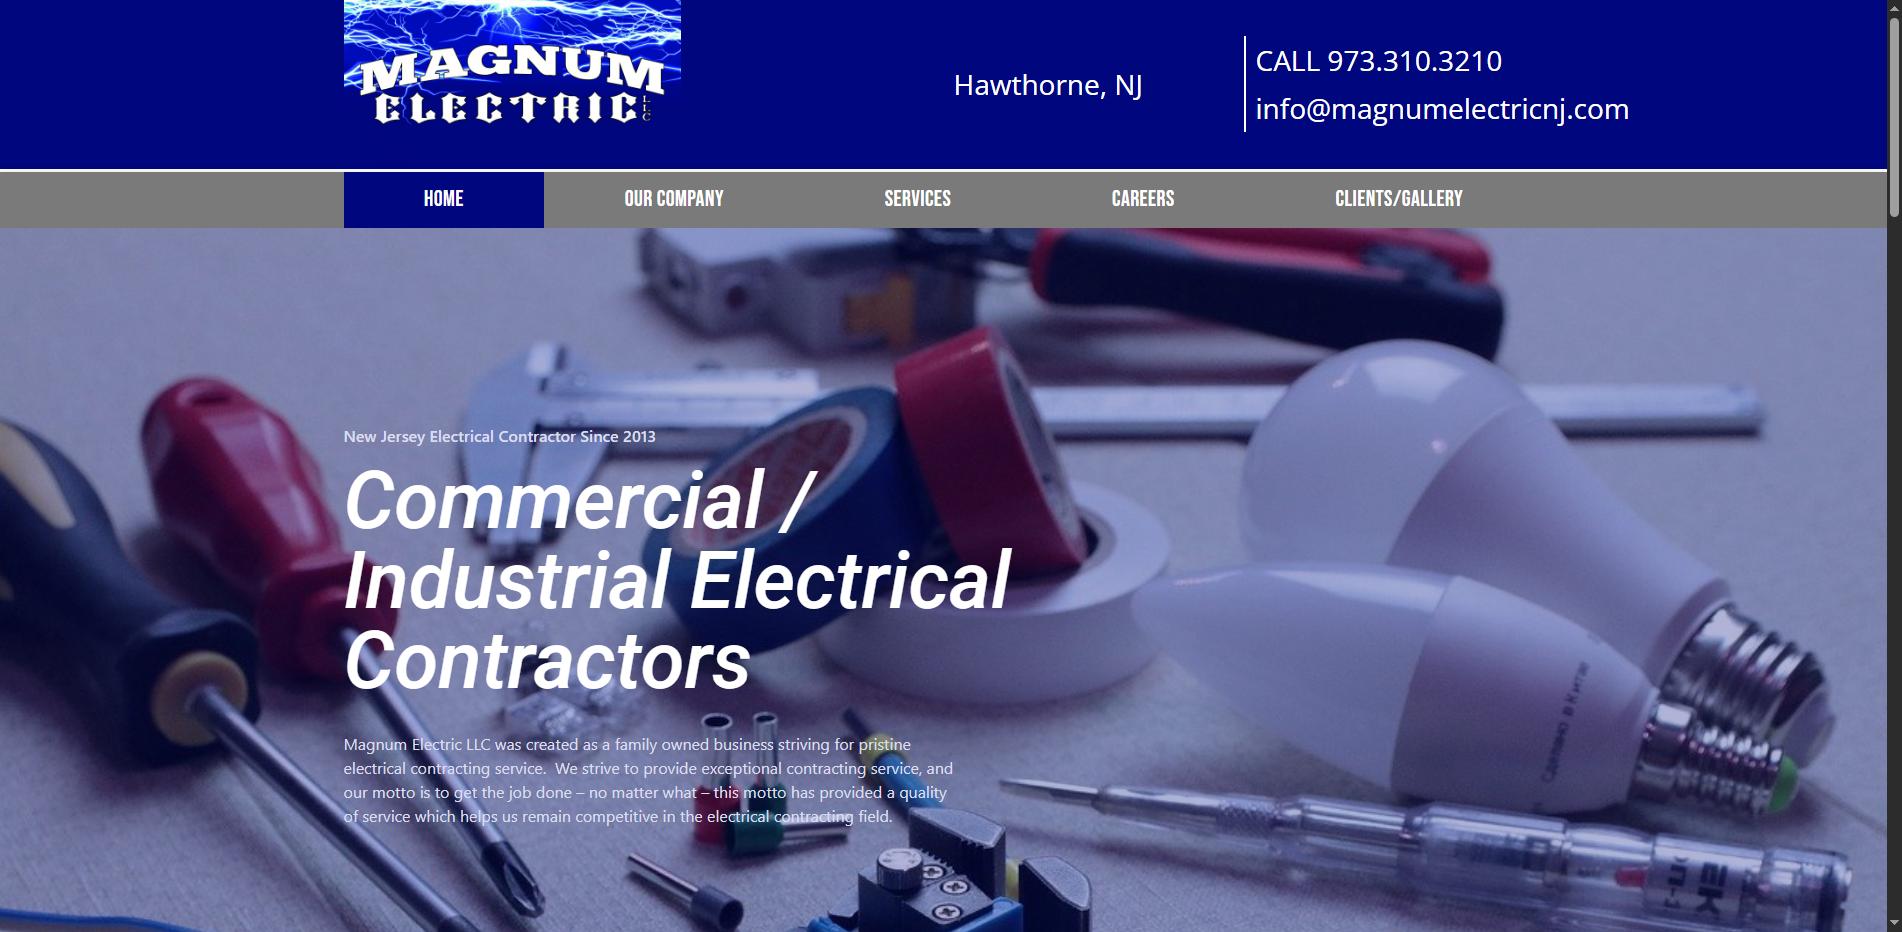 MAGNUM
ELECTRIC LLC
Hawthorne, NJ
CALL 973.310.3210
info@magnumelectricnj.com
HOME
OUR COMPANY
SERVICES
CAREERS
CLIENTS/GALLERY
New Jersey Electrical Contractor Since 2013
Commercial /
Industrial Electrical
Contractors
Magnum Electric LLC was created as a family owned business striving for pristine
electrical contracting service.  We strive to provide exceptional contracting service, and
our motto is to get the job done – no matter what – this motto has provided a quality
of service which helps us remain competitive in the electrical contracting field.
Сделано в Китае